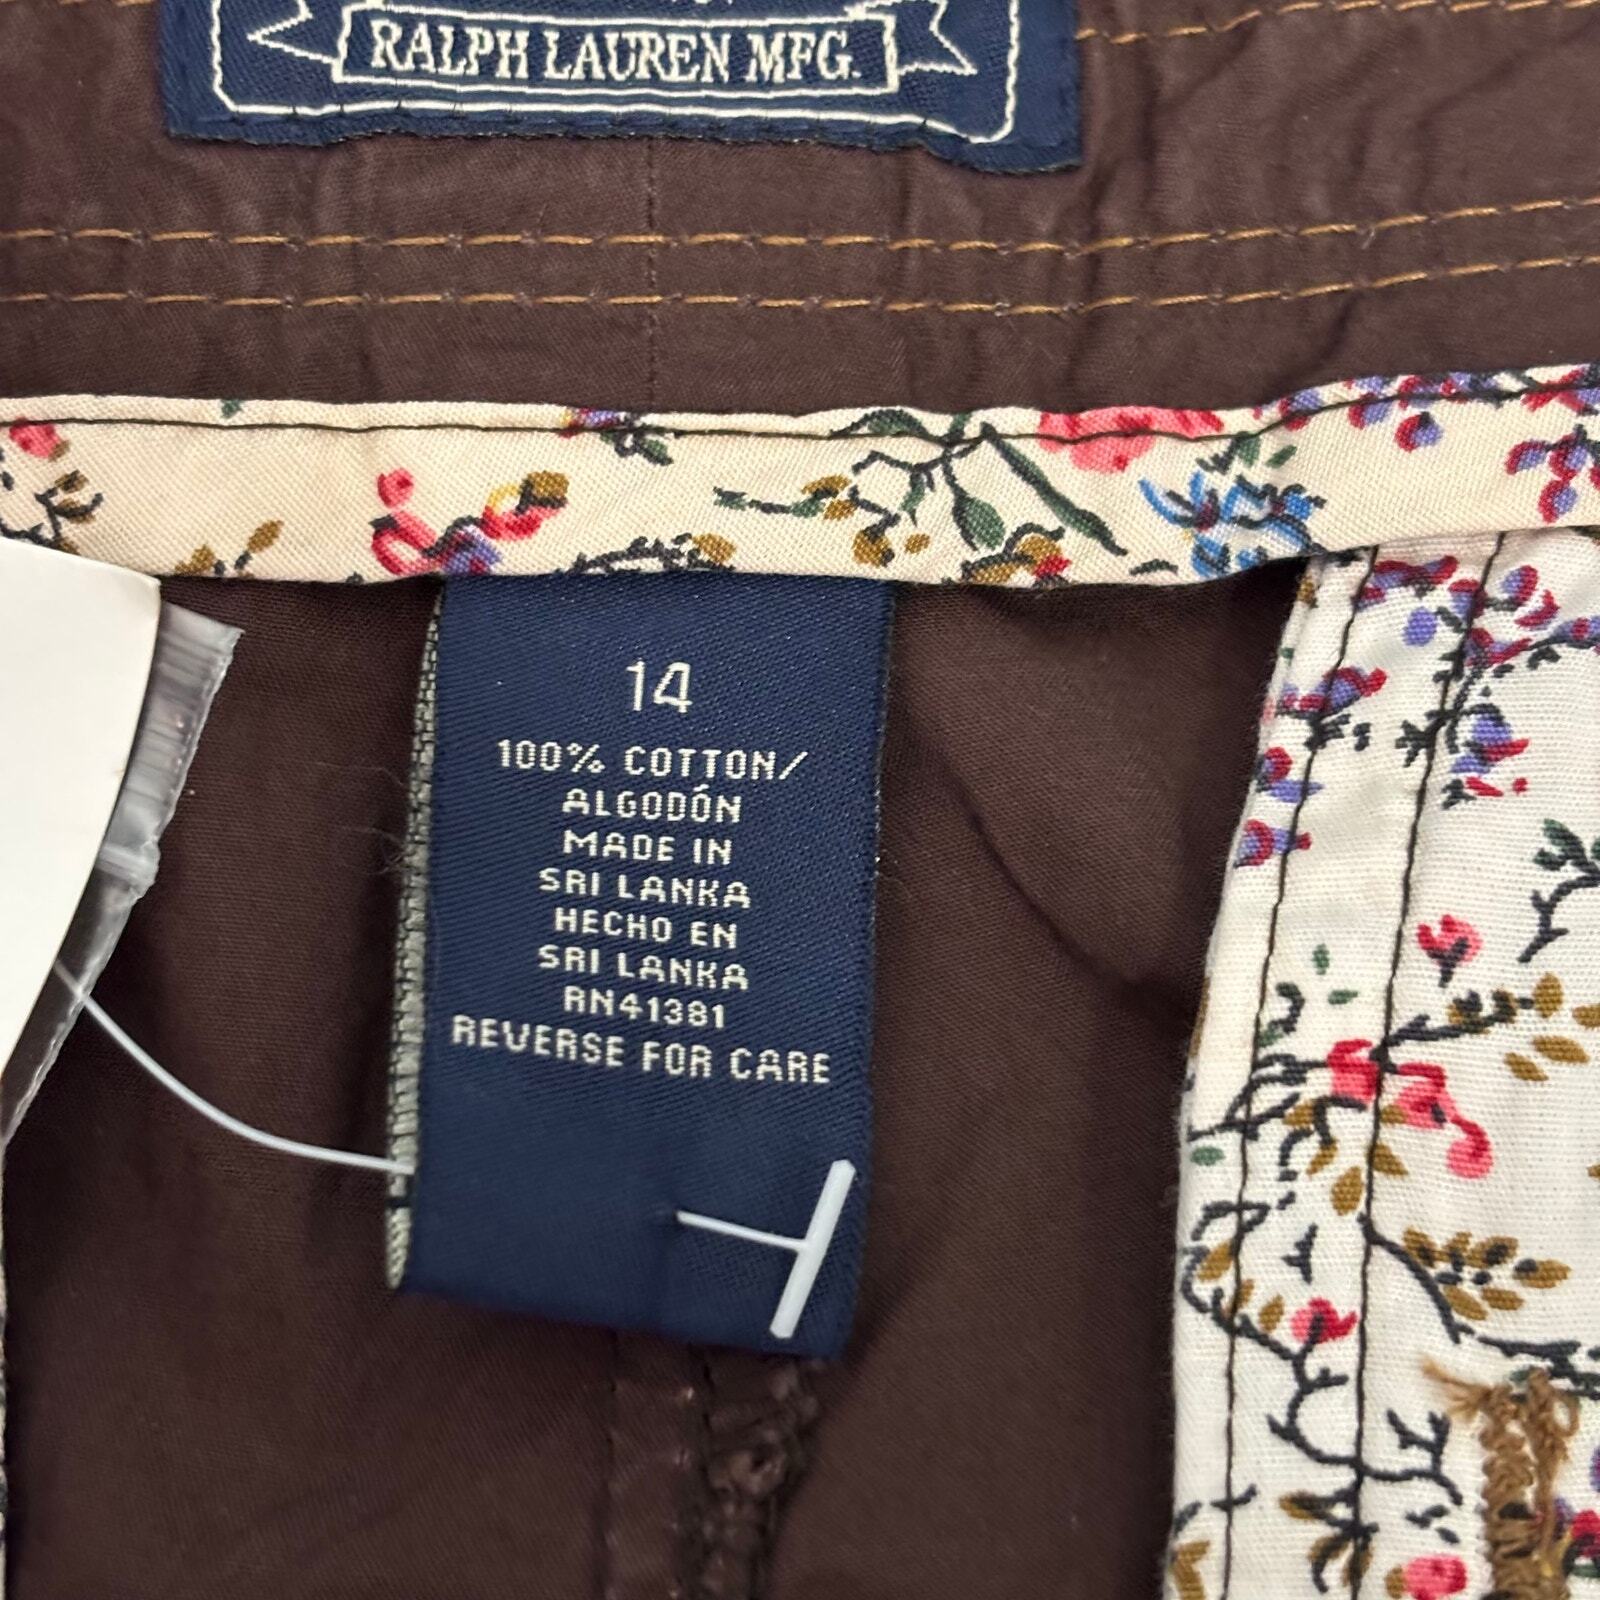 RALPH LAUREN MFG.
14
100% COTTON/
ALGODÓN
MADE IN
SRI LANKA
HECHO EN
SRI LANKA
RN41381
REVERSE FOR CARE